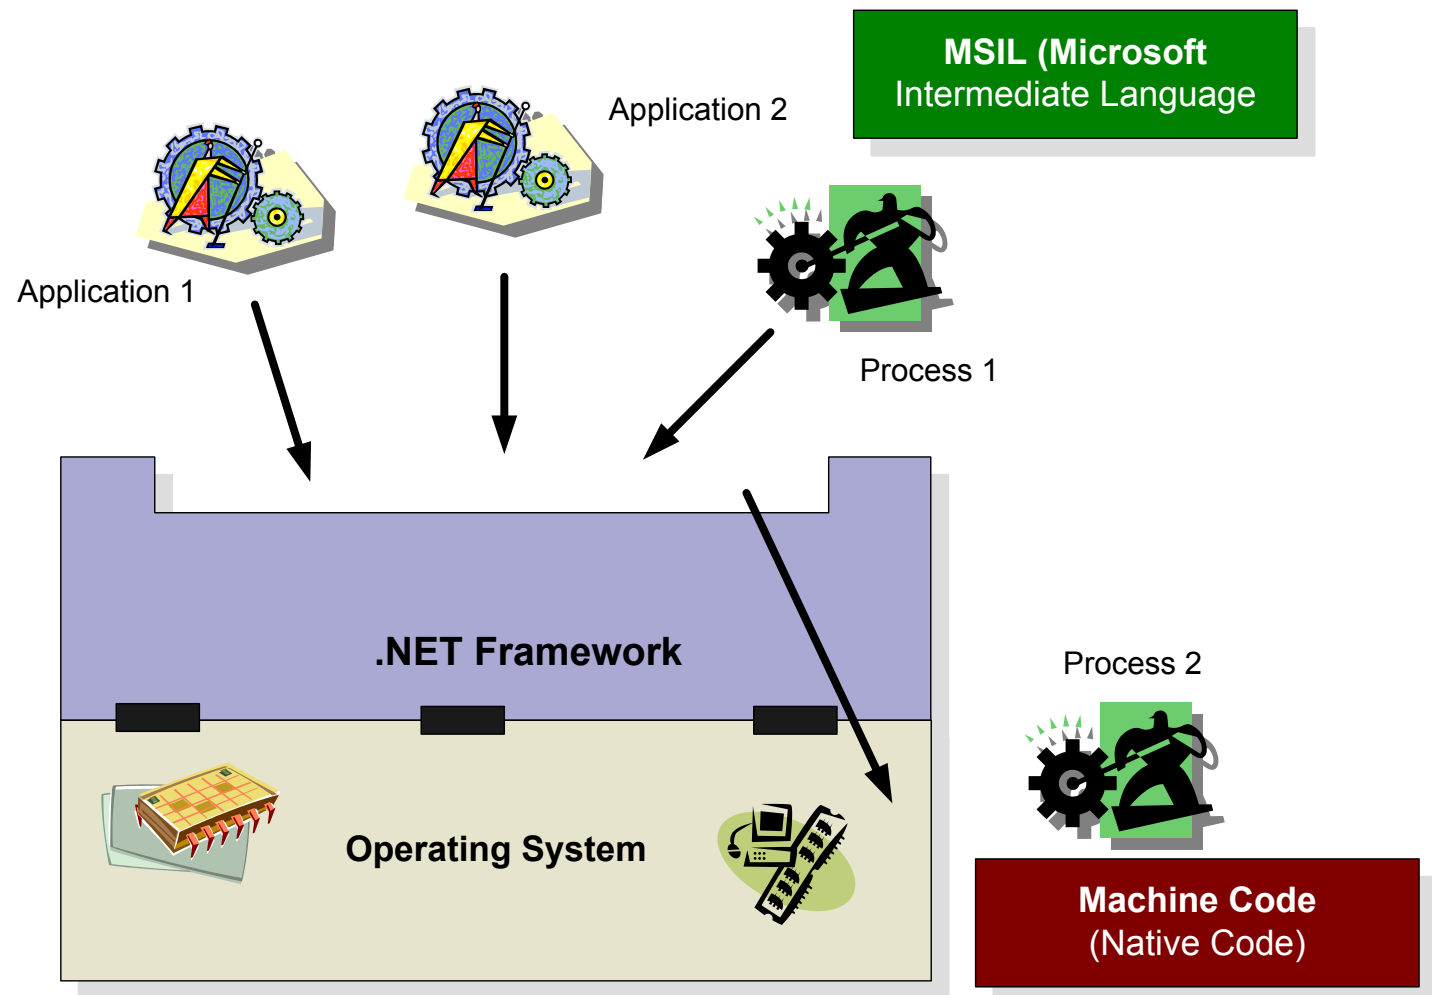 MSIL (Microsoft
Intermediate Language
Application 2
Application 1
Process 1
.NET Framework
Process 2
Operating System
Machine Code
(Native Code)